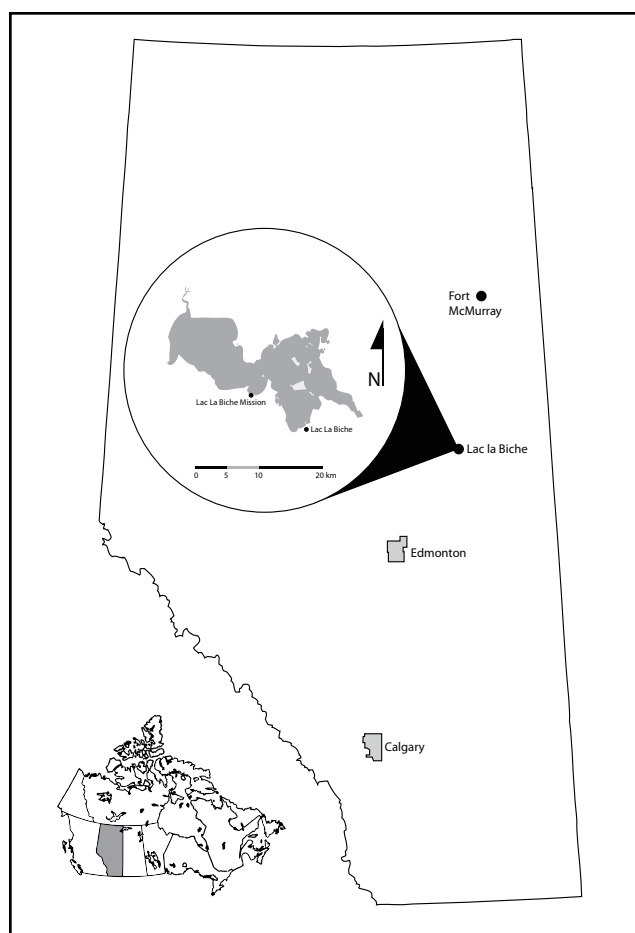 Fort
McMurray
N
Lac La Biche Mission
Lac La Biche
0 5 10 20 km
Lac la Biche
Edmonton
Calgary